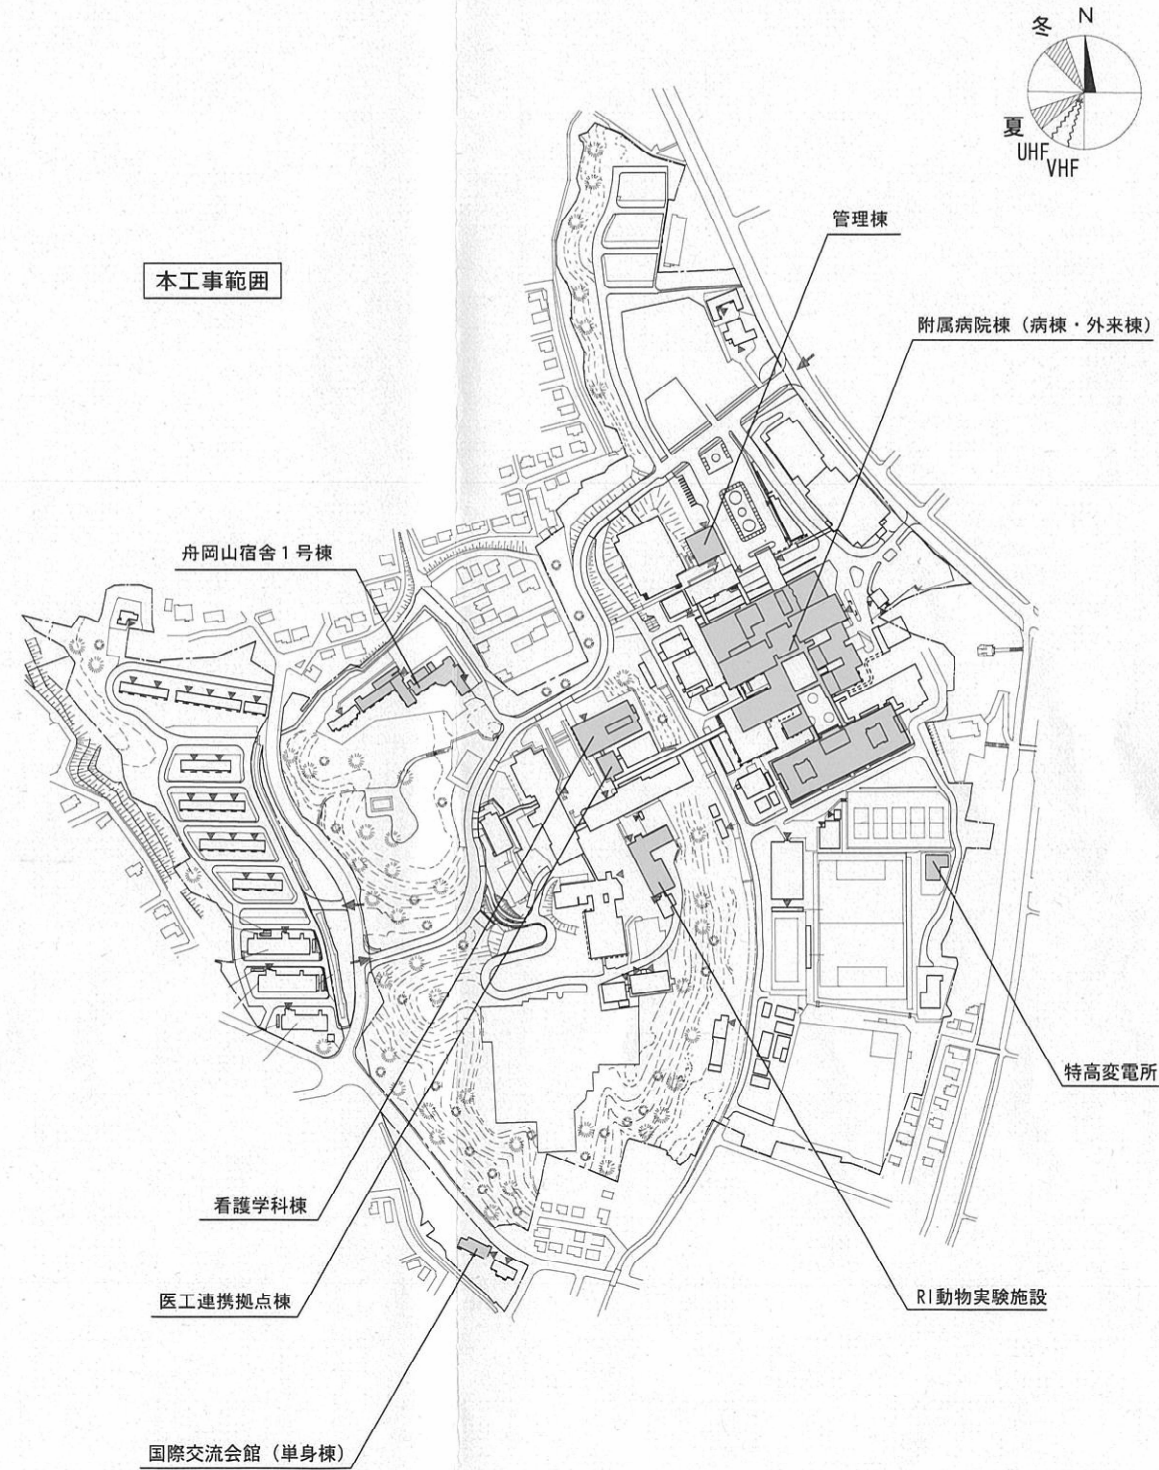 冬 N
夏
UHF
VHF
管理棟
本工事範囲
附属病院棟（病棟・外来棟）
舟岡山宿舎1号棟
特高変電所
看護学科棟
医工連携拠点棟
RI動物実験施設
国際交流会館（単身棟）